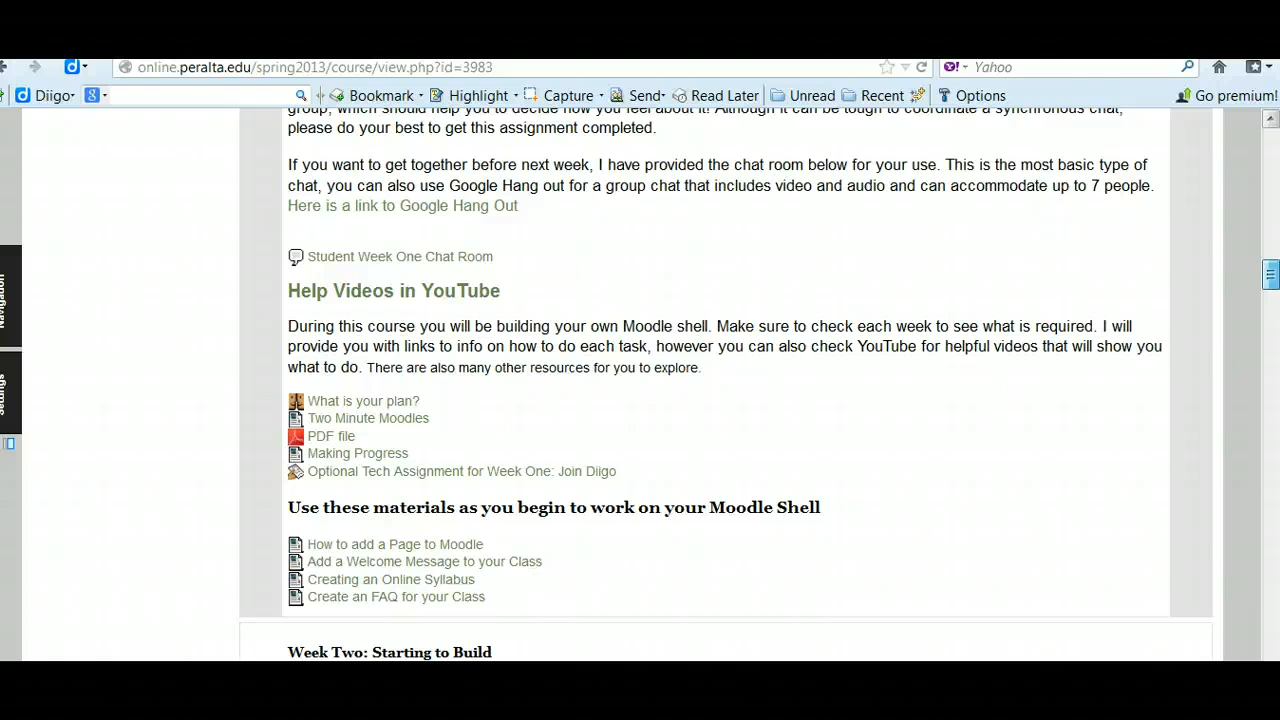 online.peralta.edu/spring2013/course/view.php?id=3983
Yahoo
Diigo
Bookmark
Highlight
Capture
Send
Read Later
Unread
Recent
Options
Go premium!
group, which should help you to decide how you feel about it! Although it can be tough to coordinate a synchronous chat,
please do your best to get this assignment completed.
If you want to get together before next week, I have provided the chat room below for your use. This is the most basic type of
chat, you can also use Google Hang out for a group chat that includes video and audio and can accommodate up to 7 people.
Here is a link to Google Hang Out
Student Week One Chat Room
Navigation
Help Videos in YouTube
During this course you will be building your own Moodle shell. Make sure to check each week to see what is required. I will
provide you with links to info on how to do each task, however you can also check YouTube for helpful videos that will show you
what to do. There are also many other resources for you to explore.
Settings
What is your plan?
Two Minute Moodles
PDF file
Making Progress
Optional Tech Assignment for Week One: Join Diigo
Use these materials as you begin to work on your Moodle Shell
How to add a Page to Moodle
Add a Welcome Message to your Class
Creating an Online Syllabus
Create an FAQ for your Class
Week Two: Starting to Build